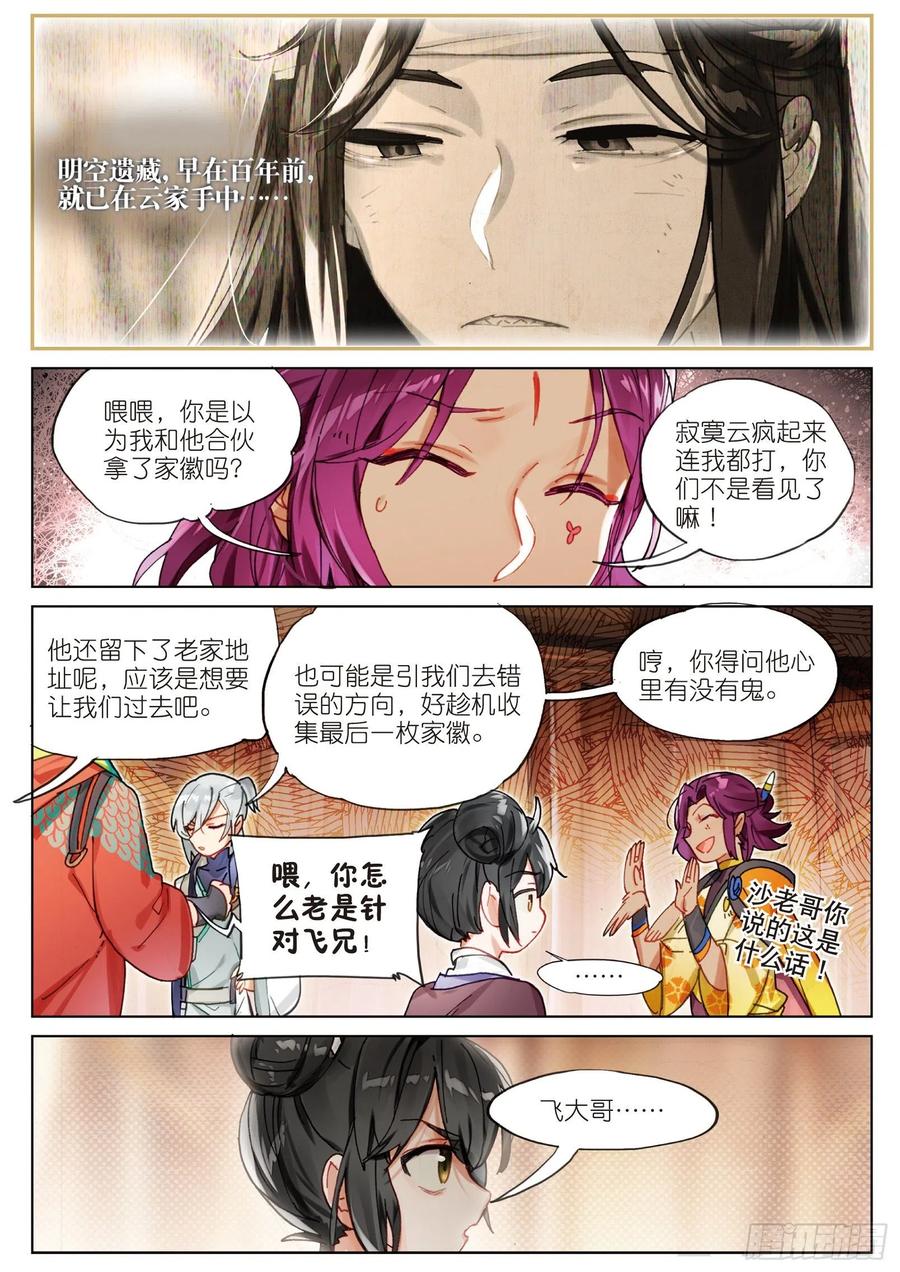 明空遗藏，早在百年前，
就已在云家手中……
喂喂，你是以
为我和他合伙
拿了家徽吗？
寂寞云疯起来
连我都打，你
们不是看见了
嘛！
他还留下了老家地
址呢，应该是想要
让我们过去吧。
也可能是引我们去错
误的方向，好趁机收
集最后一枚家徽。
哼，你得问他心
里有没有鬼。
喂，你怎
么老是针
对飞兄！
……
沙老哥你
说的这是
什么话！
飞大哥……
腾讯动漫